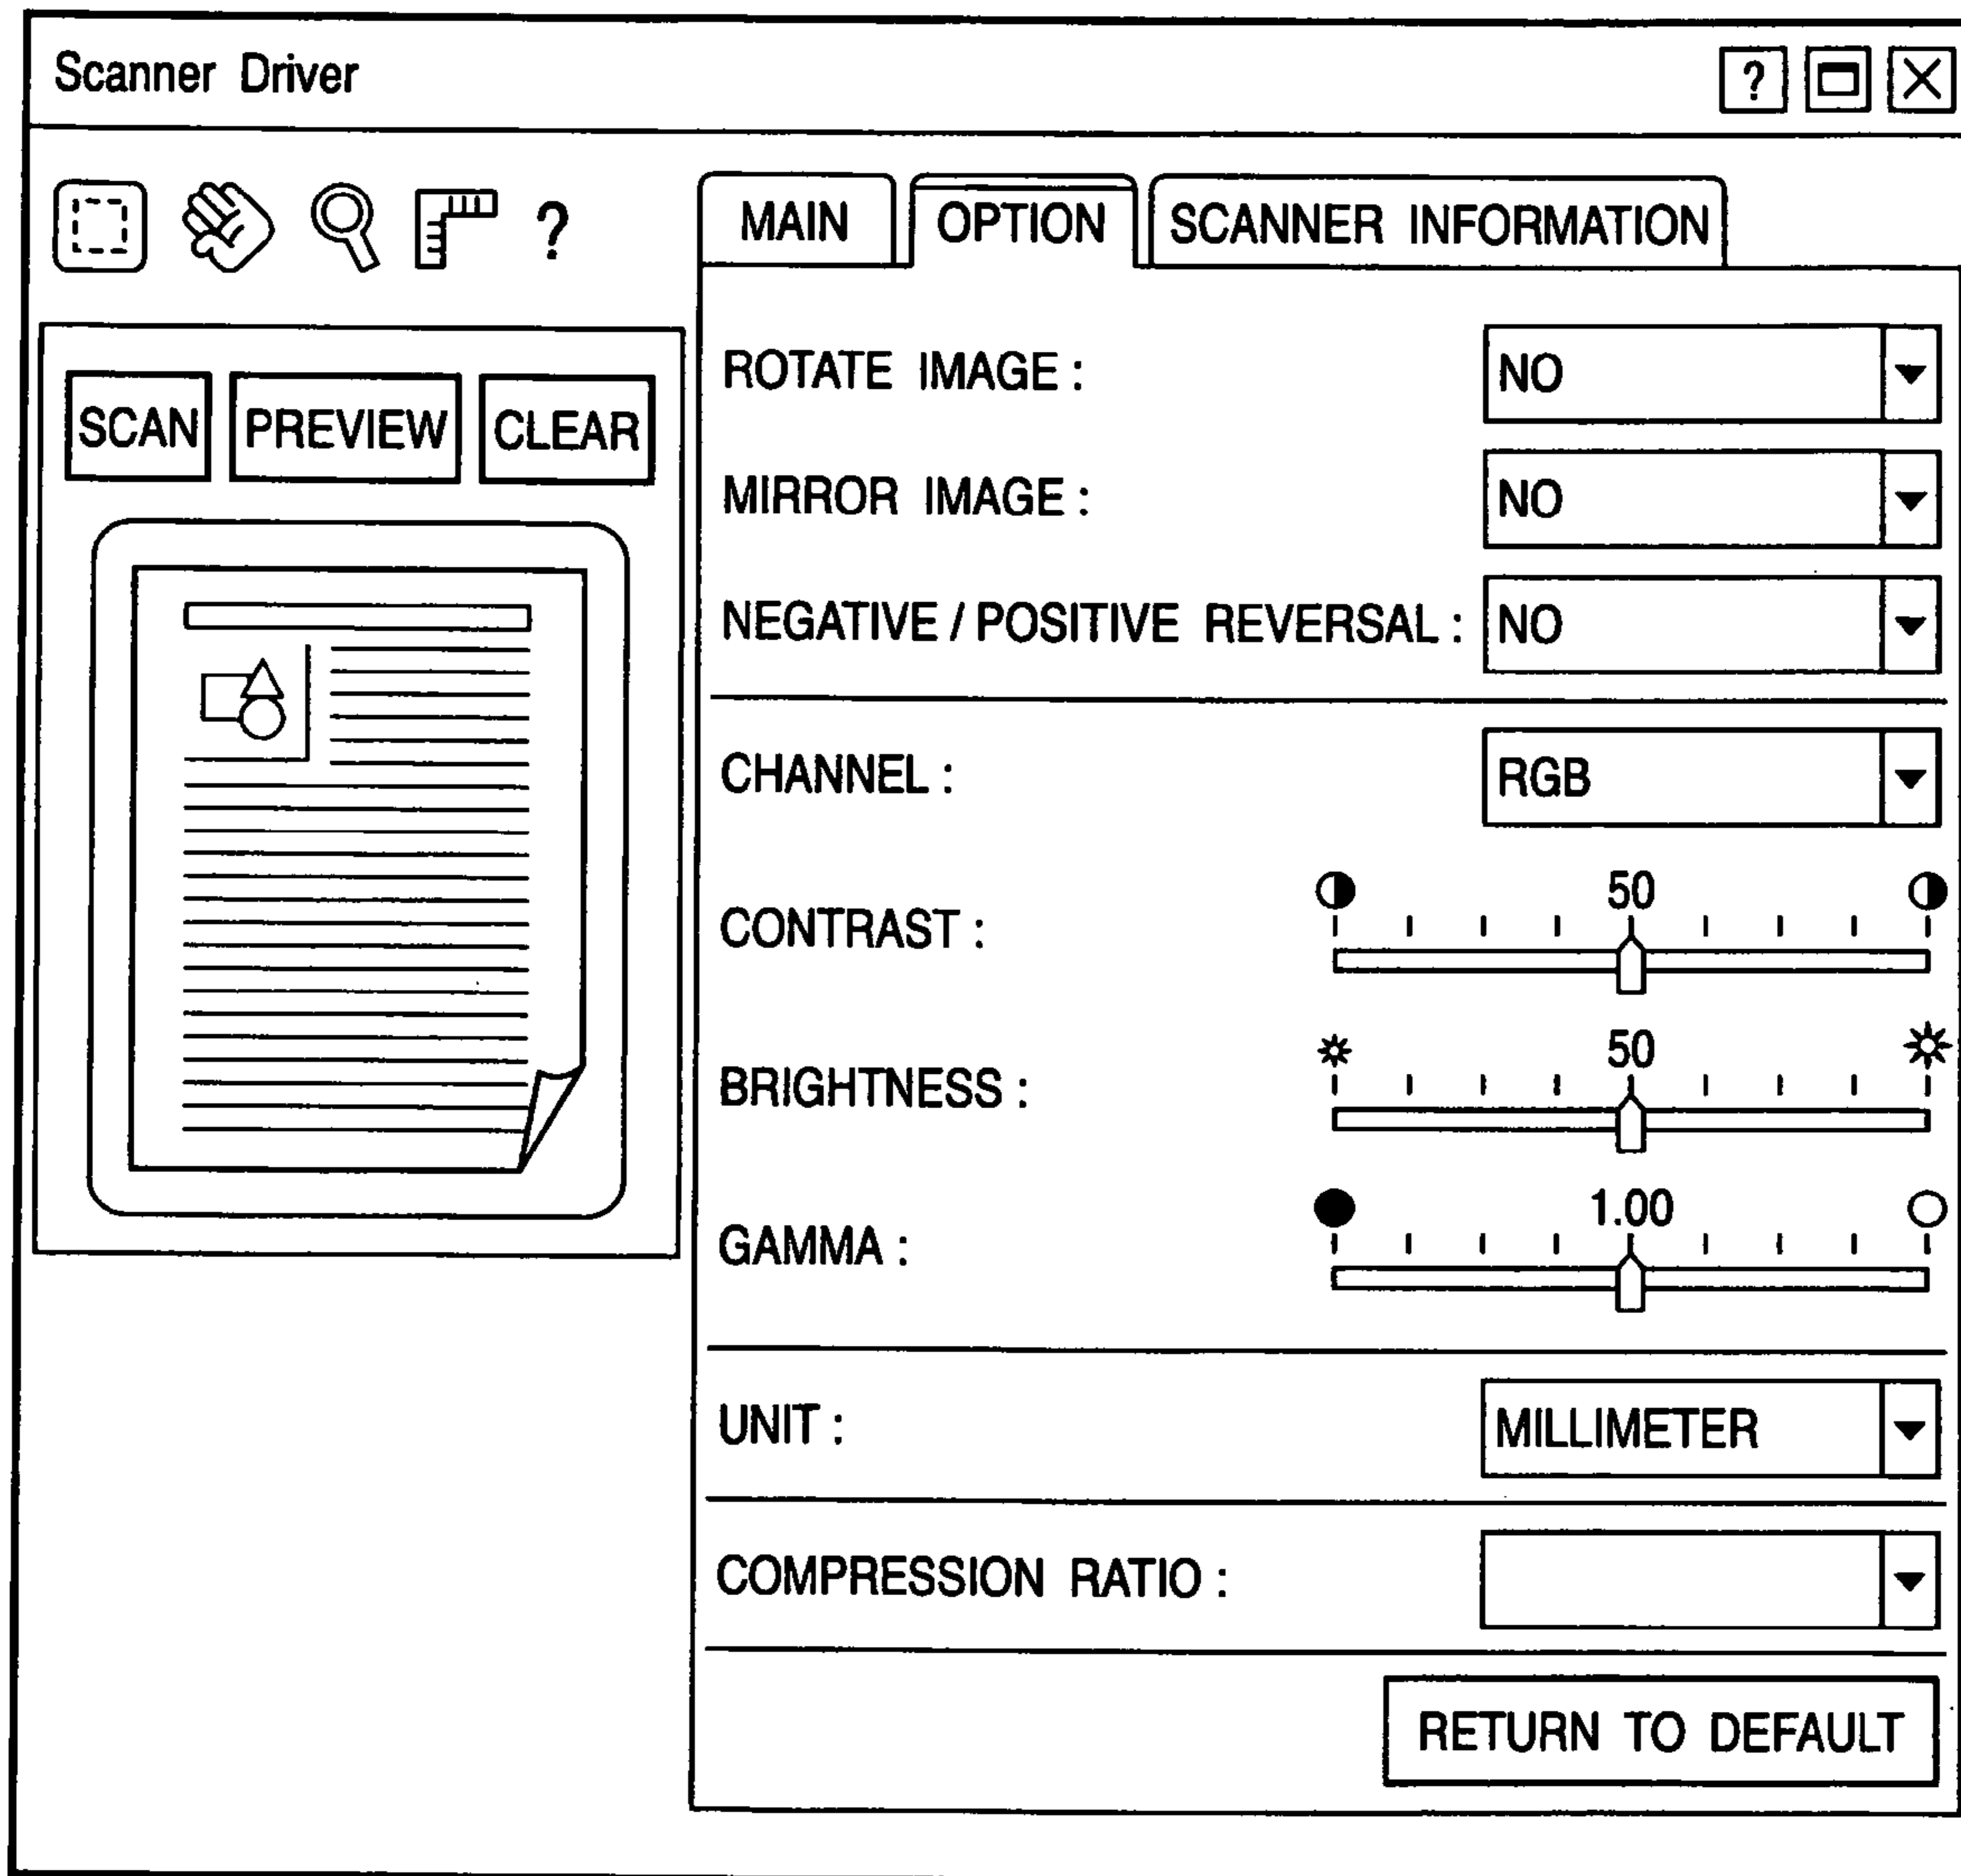 Scanner Driver
?
?
MAIN OPTION SCANNER INFORMATION
SCAN PREVIEW CLEAR
ROTATE IMAGE : NO
MIRROR IMAGE : NO
NEGATIVE / POSITIVE REVERSAL : NO
CHANNEL : RGB
CONTRAST : 50
BRIGHTNESS : 50
GAMMA : 1.00
UNIT : MILLIMETER
COMPRESSION RATIO :
RETURN TO DEFAULT